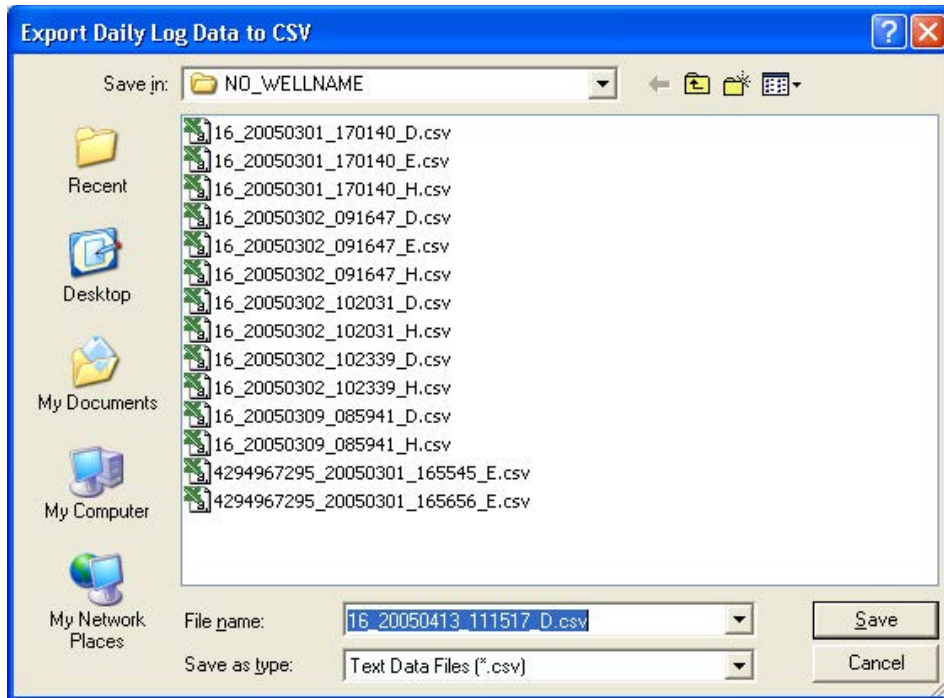 Export Daily Log Data to CSV
Save in:
NO_WELLNAME
Recent
Desktop
My Documents
My Computer
My Network
Places
16_20050301_170140_D.csv
16_20050301_170140_E.csv
16_20050301_170140_H.csv
16_20050302_091647_D.csv
16_20050302_091647_E.csv
16_20050302_091647_H.csv
16_20050302_102031_D.csv
16_20050302_102031_H.csv
16_20050302_102339_D.csv
16_20050302_102339_H.csv
16_20050309_085941_D.csv
16_20050309_085941_H.csv
4294967295_20050301_165545_E.csv
4294967295_20050301_165656_E.csv
File name:
16_20050413_111517_D.csv
Save
Save as type:
Text Data Files (*.csv)
Cancel